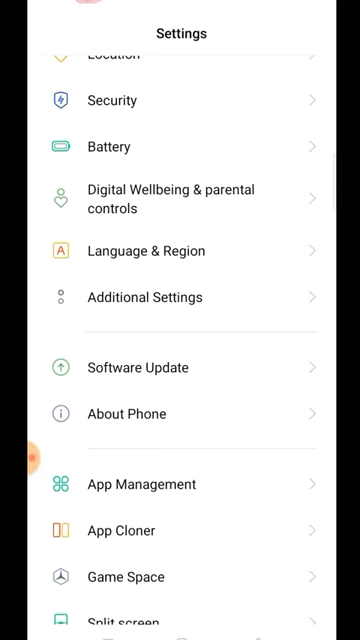 Settings
Location
Security
Battery
Digital Wellbeing & parental
controls
Language & Region
A
Additional Settings
Software Update
About Phone
App Management
App Cloner
Game Space
Split screen